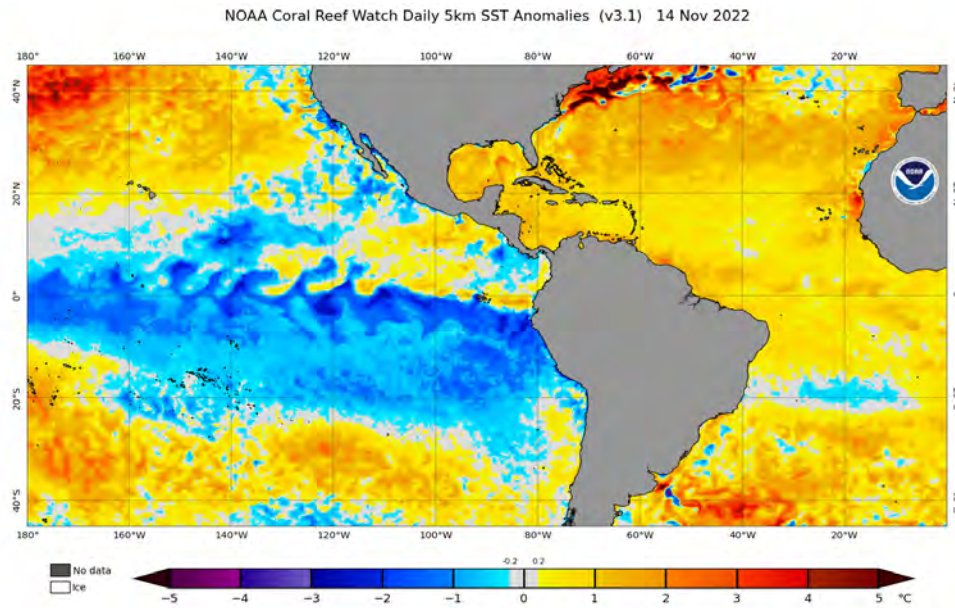 NOAA Coral Reef Watch Daily 5km SST Anomalies (v3.1) 14 Nov 2022
180° 160°W 140°W 120°W 100°W 80°W 60°W 40°W 20°W
40°N
20°N
0°
20°S
40°S
NOAA
180° 160°W 140°W 120°W 100°W 80°W 60°W 40°W 20°W
-0.2 0.2
No data
Ice
−5 −4 −3 −2 −1 0 1 2 3 4 5 °C